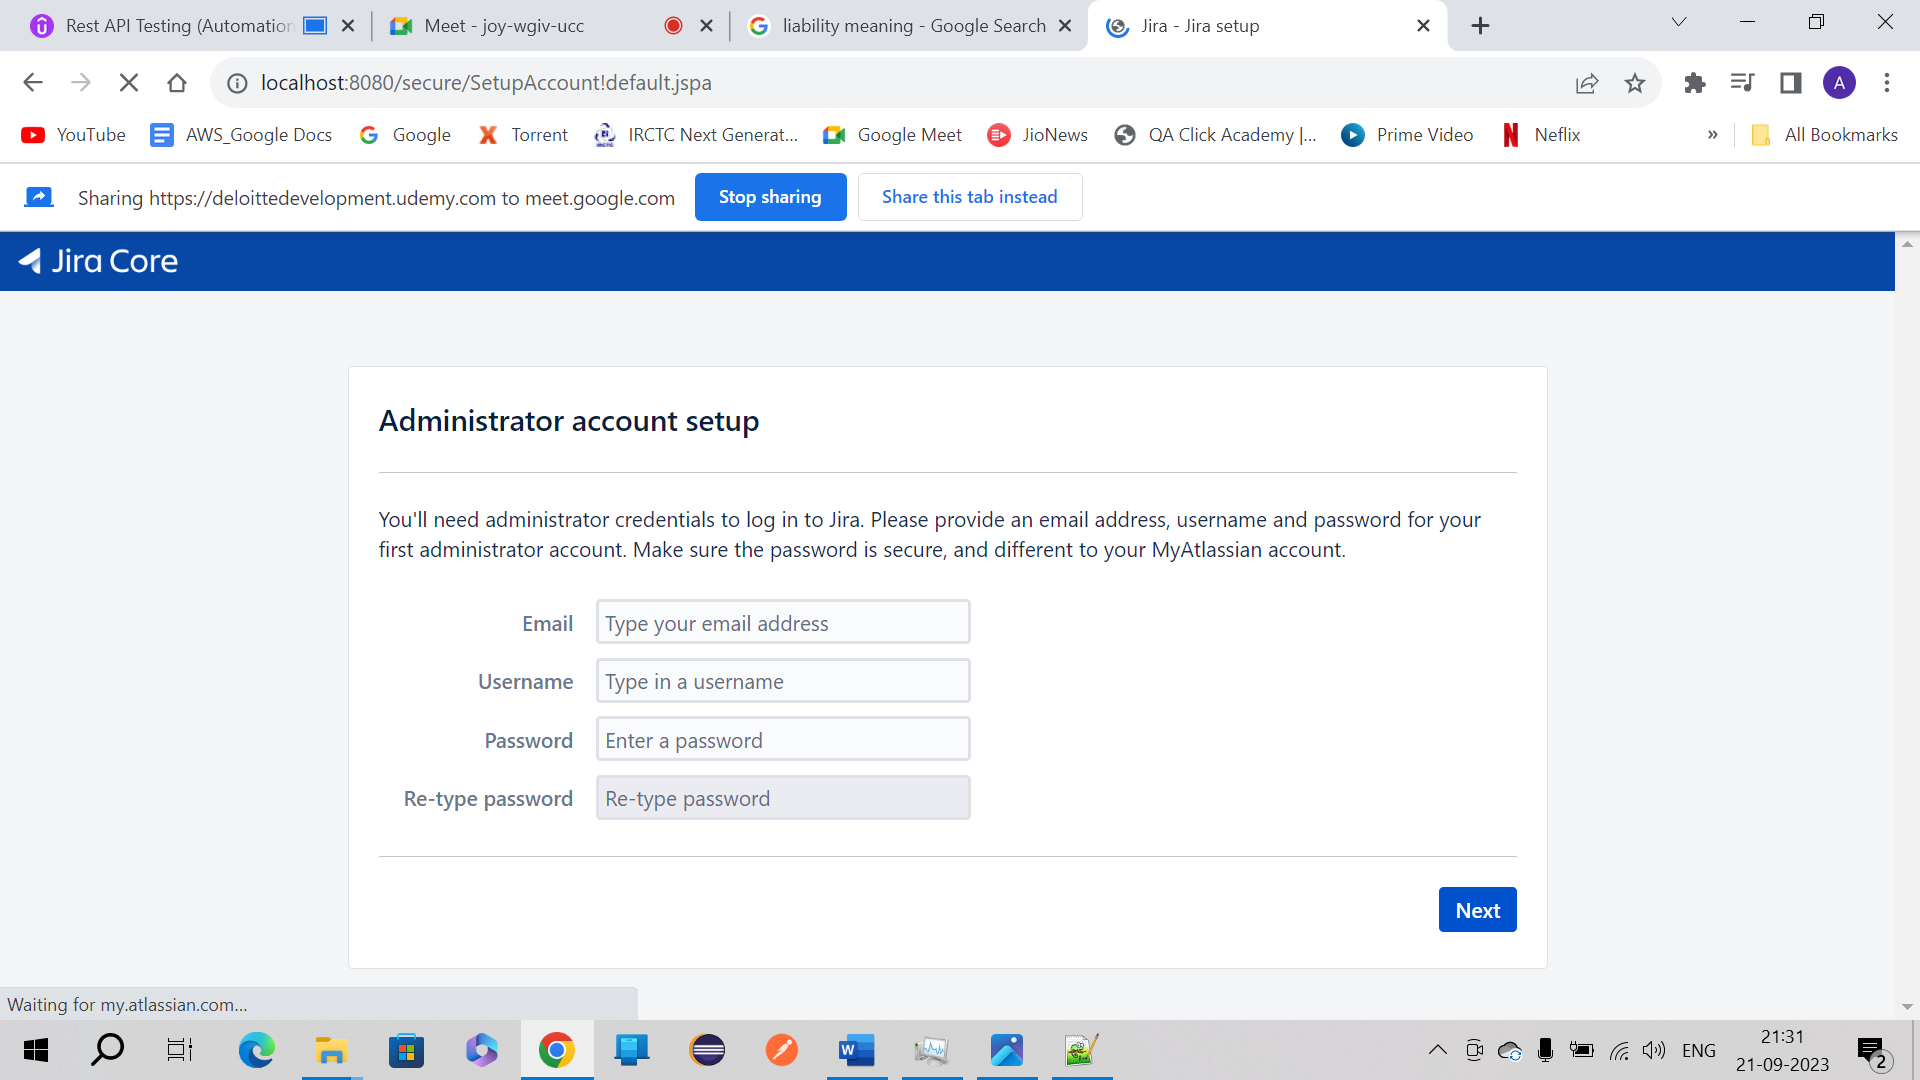 Rest API Testing (Automation
Meet - joy-wgiv-ucc
liability meaning - Google Search
Jira - Jira setup
localhost:8080/secure/SetupAccount!default.jspa
A
YouTube
AWS_Google Docs
Google
Torrent
IRCTC Next Generat...
Google Meet
JioNews
QA Click Academy |...
Prime Video
Neflix
»
All Bookmarks
Sharing https://deloittedevelopment.udemy.com to meet.google.com
Stop sharing
Share this tab instead
Jira Core
Administrator account setup
You'll need administrator credentials to log in to Jira. Please provide an email address, username and password for your
first administrator account. Make sure the password is secure, and different to your MyAtlassian account.
Email
Type your email address
Username
Type in a username
Password
Enter a password
Re-type password
Re-type password
Next
Waiting for my.atlassian.com...
ENG
21:31
21-09-2023
2